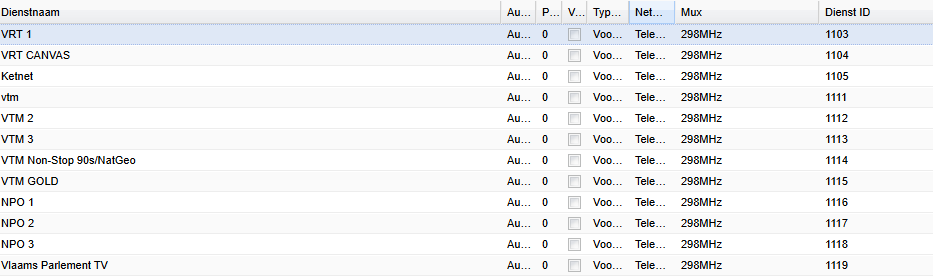 Dienstnaam Au... P... V... Typ... Net... Mux Dienst ID
VRT 1 Au... 0 Voo... Tele... 298MHz 1103
VRT CANVAS Au... 0 Voo... Tele... 298MHz 1104
Ketnet Au... 0 Voo... Tele... 298MHz 1105
vtm Au... 0 Voo... Tele... 298MHz 1111
VTM 2 Au... 0 Voo... Tele... 298MHz 1112
VTM 3 Au... 0 Voo... Tele... 298MHz 1113
VTM Non-Stop 90s/NatGeo Au... 0 Voo... Tele... 298MHz 1114
VTM GOLD Au... 0 Voo... Tele... 298MHz 1115
NPO 1 Au... 0 Voo... Tele... 298MHz 1116
NPO 2 Au... 0 Voo... Tele... 298MHz 1117
NPO 3 Au... 0 Voo... Tele... 298MHz 1118
Vlaams Parlement TV Au... 0 Voo... Tele... 298MHz 1119